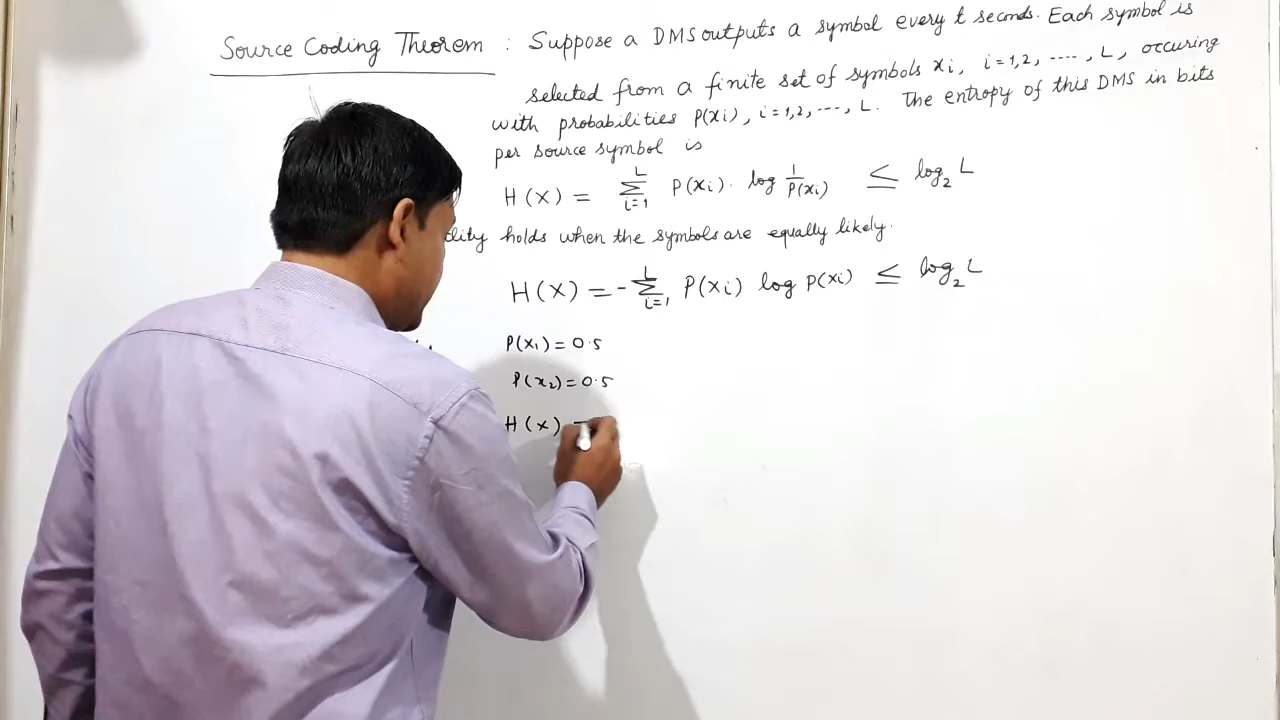 Source Coding Theorem : Suppose a DMS outputs a symbol every t seconds. Each symbol is
selected from a finite set of symbols xi, i=1,2, ----, L, occuring
with probabilities P(xi), i=1,2, ---, L. The entropy of this DMS in bits
per source symbol is
H(X) = L Σ i=1 P(xi). log 1/P(xi) ≤ log2 L
holds when the symbols are equally likely.
H(X) = - L Σ i=1 P(xi) log P(xi) ≤ log2 L
P(x1) = 0.5
P(x2) = 0.5
H(X)